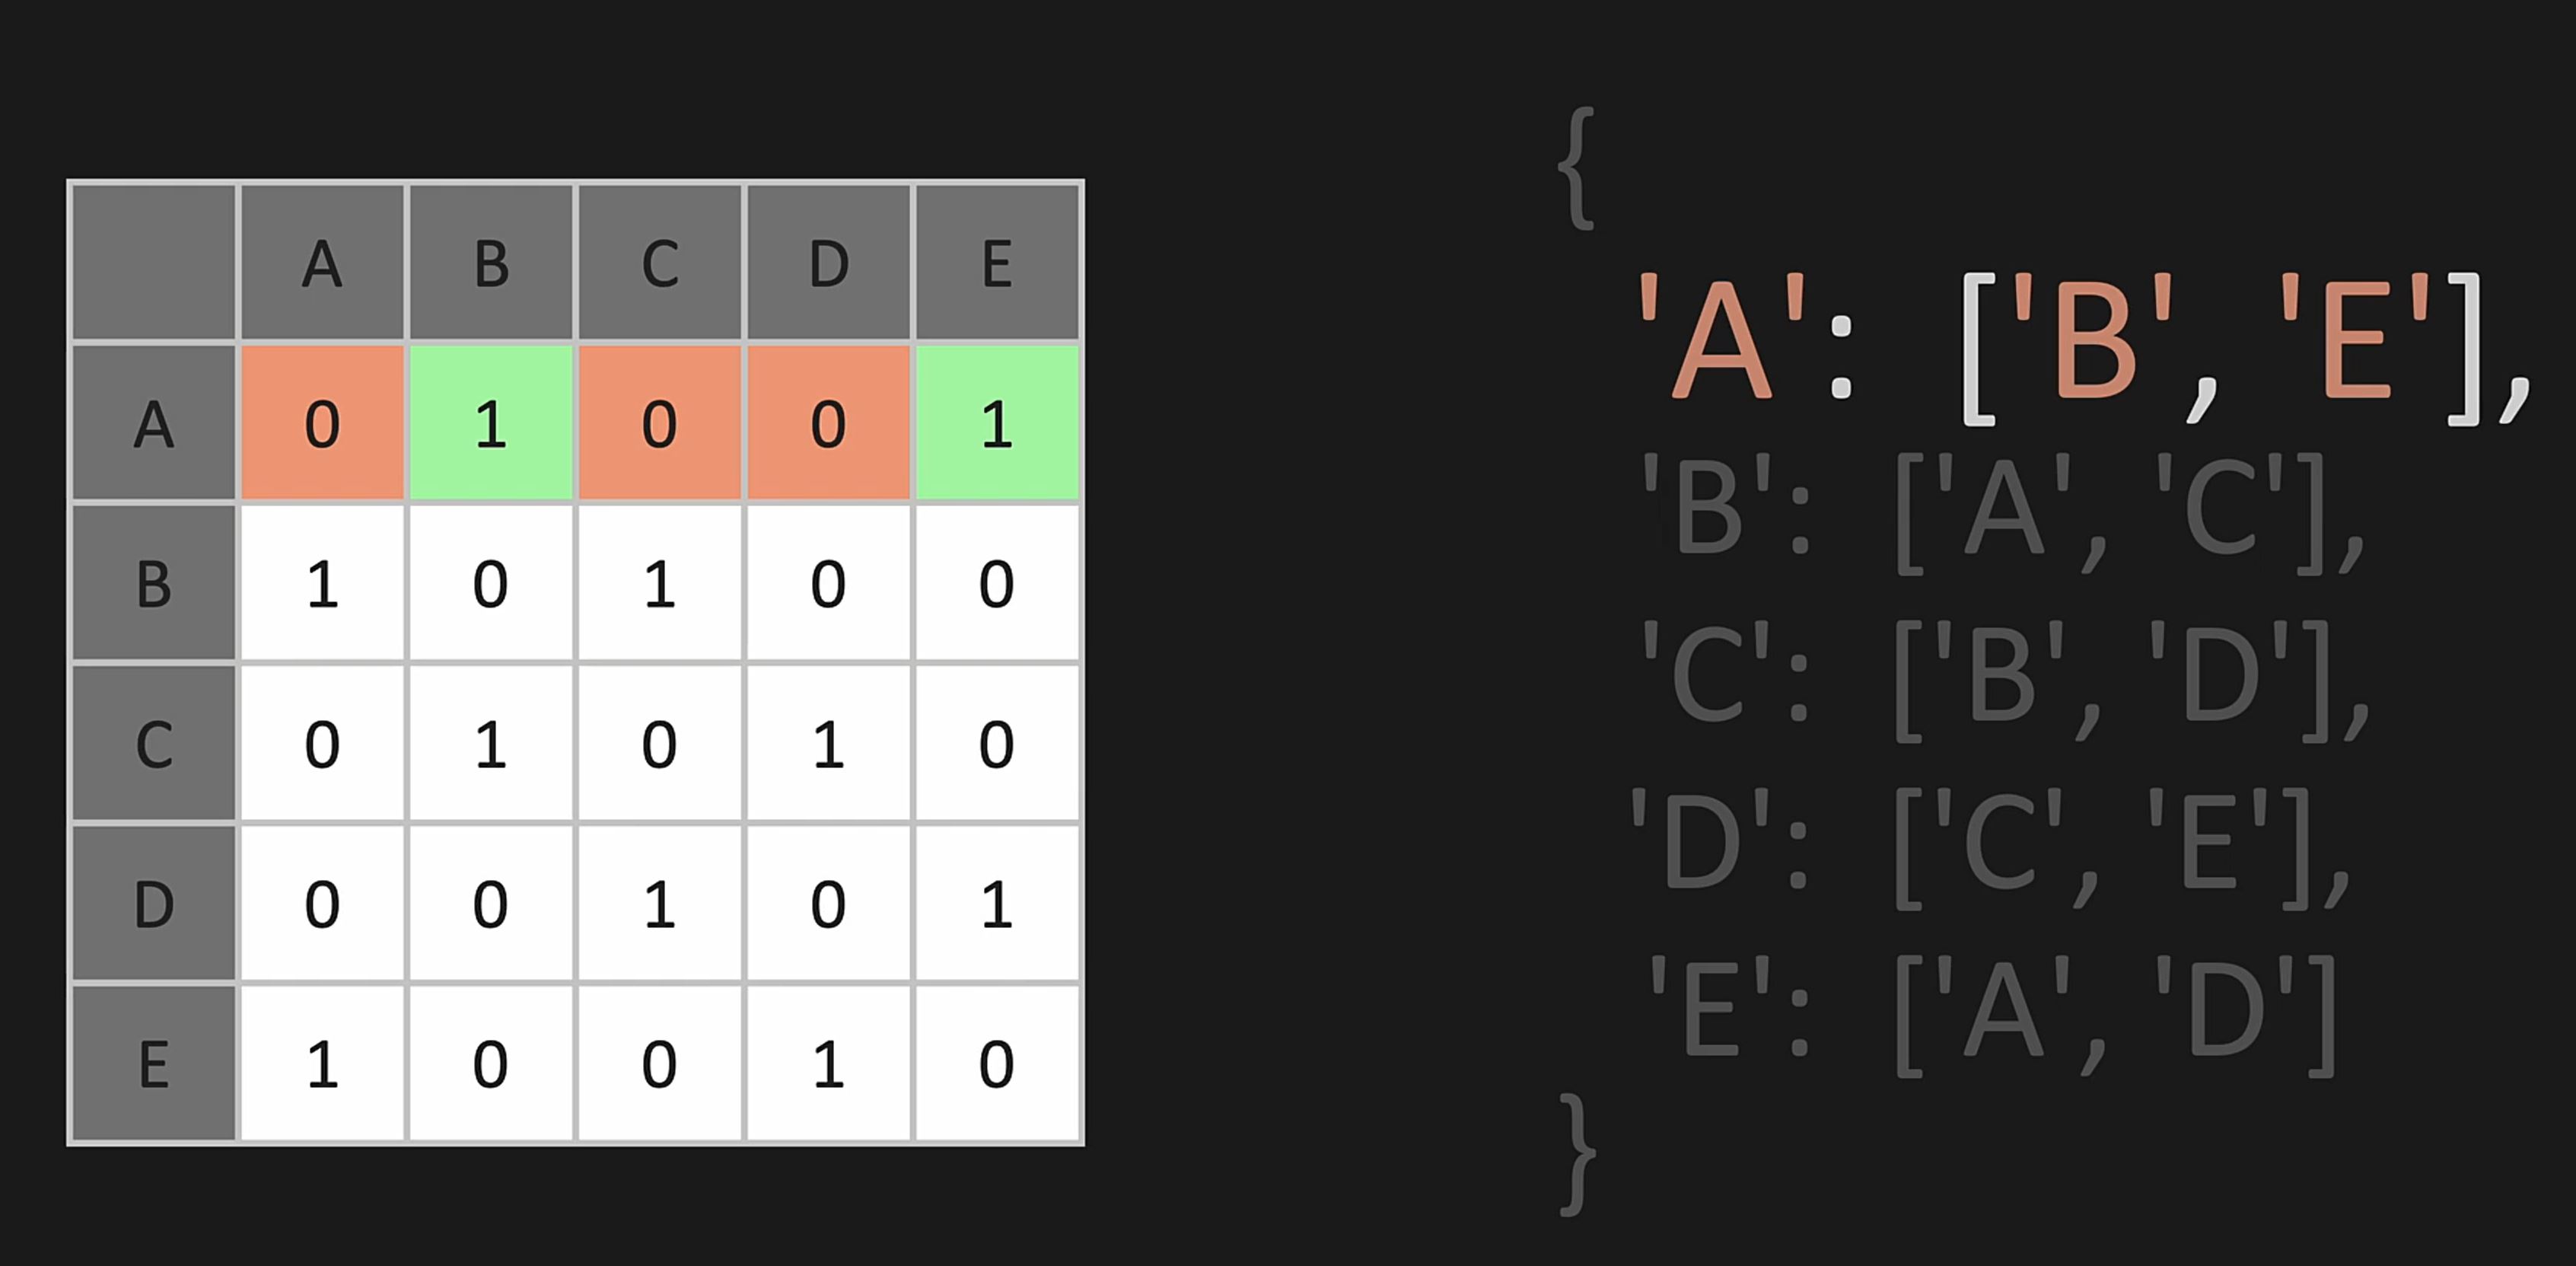 A B C D E
A 0 1 0 0 1
B 1 0 1 0 0
C 0 1 0 1 0
D 0 0 1 0 1
E 1 0 0 1 0
{
'A': ['B', 'E'],
'B': ['A', 'C'],
'C': ['B', 'D'],
'D': ['C', 'E'],
'E': ['A', 'D']
}